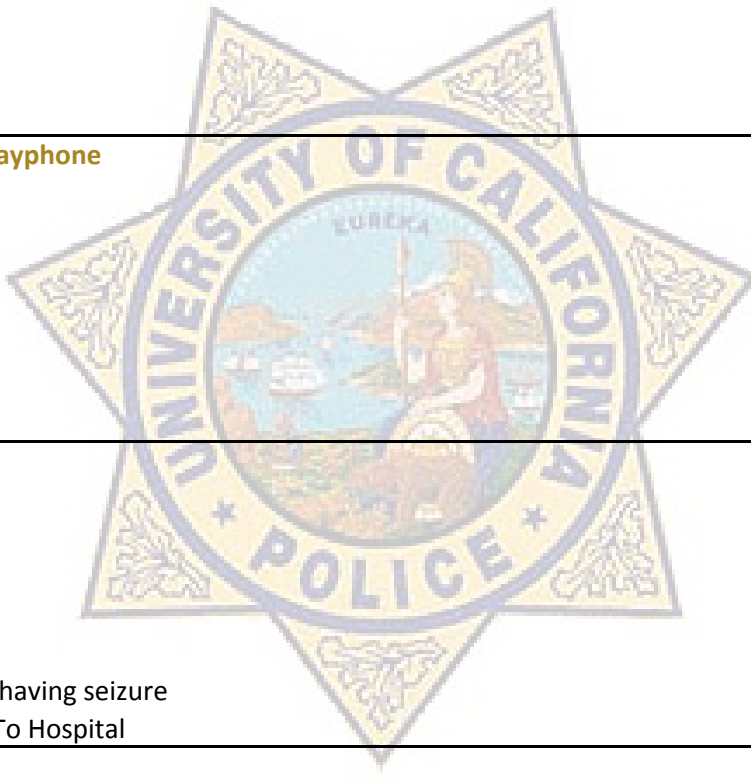 ayphone
UNIVERSITY OF CALIFORNIA
EUREKA
* POLICE *
having seizure
To Hospital